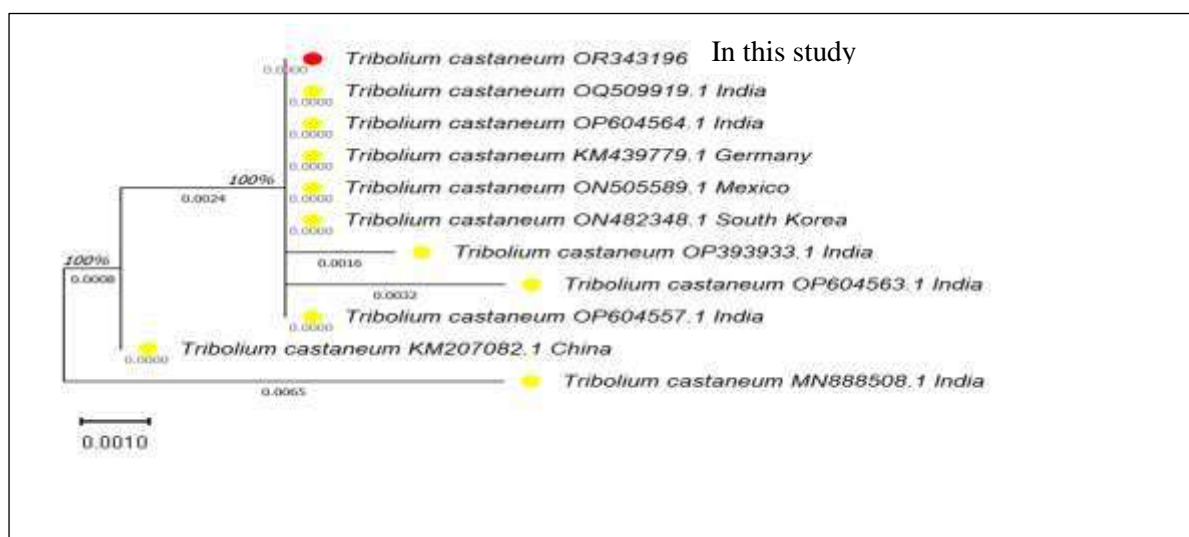 Tribolium castaneum OR343196 In this study
0.0000
Tribolium castaneum OQ509919.1 India
0.0000
Tribolium castaneum OP604564.1 India
0.0000
Tribolium castaneum KM439779.1 Germany
0.0000
100%
Tribolium castaneum ON505589.1 Mexico
0.0024
0.0000
Tribolium castaneum ON482348.1 South Korea
0.0000
Tribolium castaneum OP393933.1 India
100%
0.0016
0.0008
Tribolium castaneum OP604563.1 India
0.0032
Tribolium castaneum OP604557.1 India
0.0000
Tribolium castaneum KM207082.1 China
0.0000
Tribolium castaneum MN888508.1 India
0.0065
0.0010